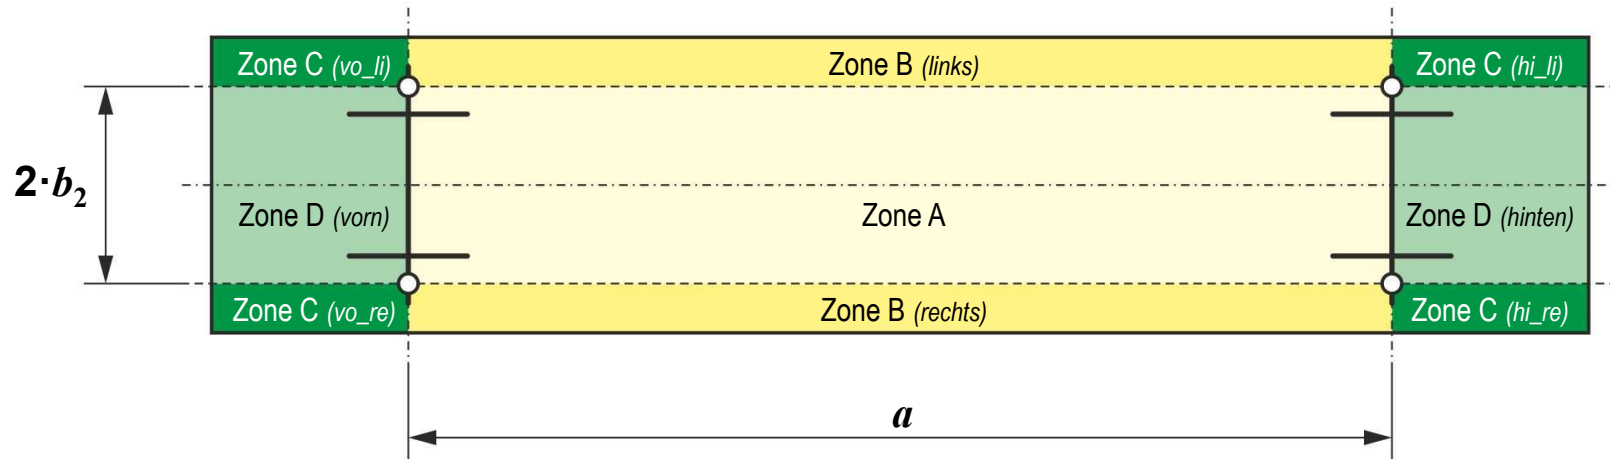 Zone C (vo_li)
Zone B (links)
Zone C (hi_li)
2·b₂
Zone D (vorn)
Zone A
Zone D (hinten)
Zone C (vo_re)
Zone B (rechts)
Zone C (hi_re)
a